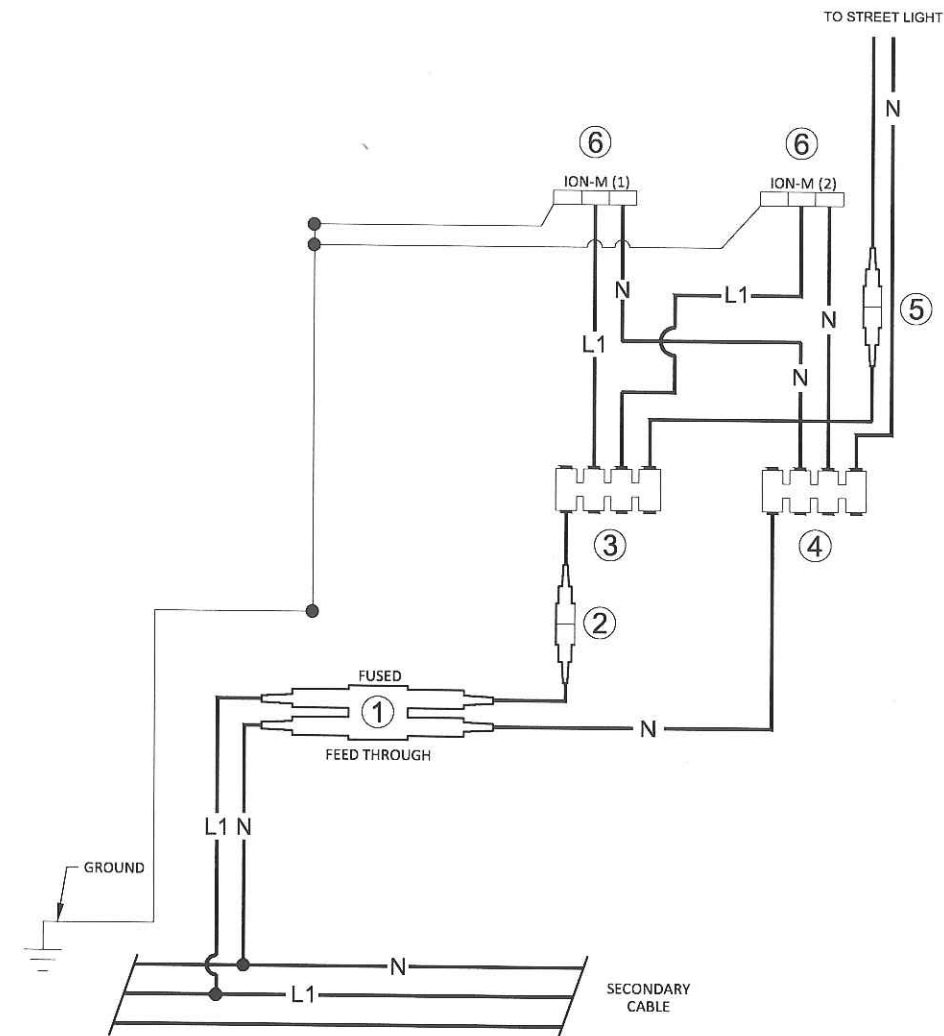 TO STREET LIGHT
N
⑥
⑥
ION-M (1)
ION-M (2)
N
L1
⑤
N
L1
N
③
④
②
FUSED
①
N
FEED THROUGH
L1 N
GROUND
N
L1
SECONDARY
CABLE